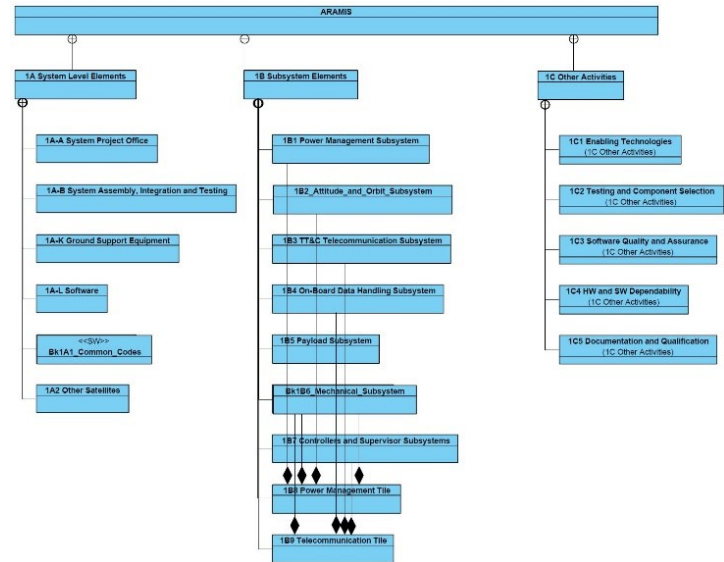 ARAMIS
1A System Level Elements
1A-A System Project Office
1A-B System Assembly, Integration and Testing
1A-K Ground Support Equipment
1A-L Software
<<SW>>
Bk1A1_Common_Codes
1A2 Other Satellites
1B Subsystem Elements
1B1 Power Management Subsystem
1B2_Attitude_and_Orbit_Subsystem
1B3 TT&C Telecommunication Subsystem
1B4 On-Board Data Handling Subsystem
1B5 Payload Subsystem
Bk1B6_Mechanical_Subsystem
1B7 Controllers and Supervisor Subsystems
1B8 Power Management Tile
1B9 Telecommunication Tile
1C Other Activities
1C1 Enabling Technologies
(1C Other Activities)
1C2 Testing and Component Selection
(1C Other Activities)
1C3 Software Quality and Assurance
(1C Other Activities)
1C4 HW and SW Dependability
(1C Other Activities)
1C5 Documentation and Qualification
(1C Other Activities)